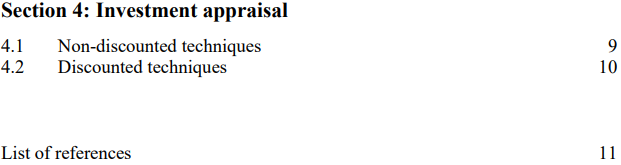 Section 4: Investment appraisal
4.1 Non-discounted techniques 9
4.2 Discounted techniques 10
List of references 11